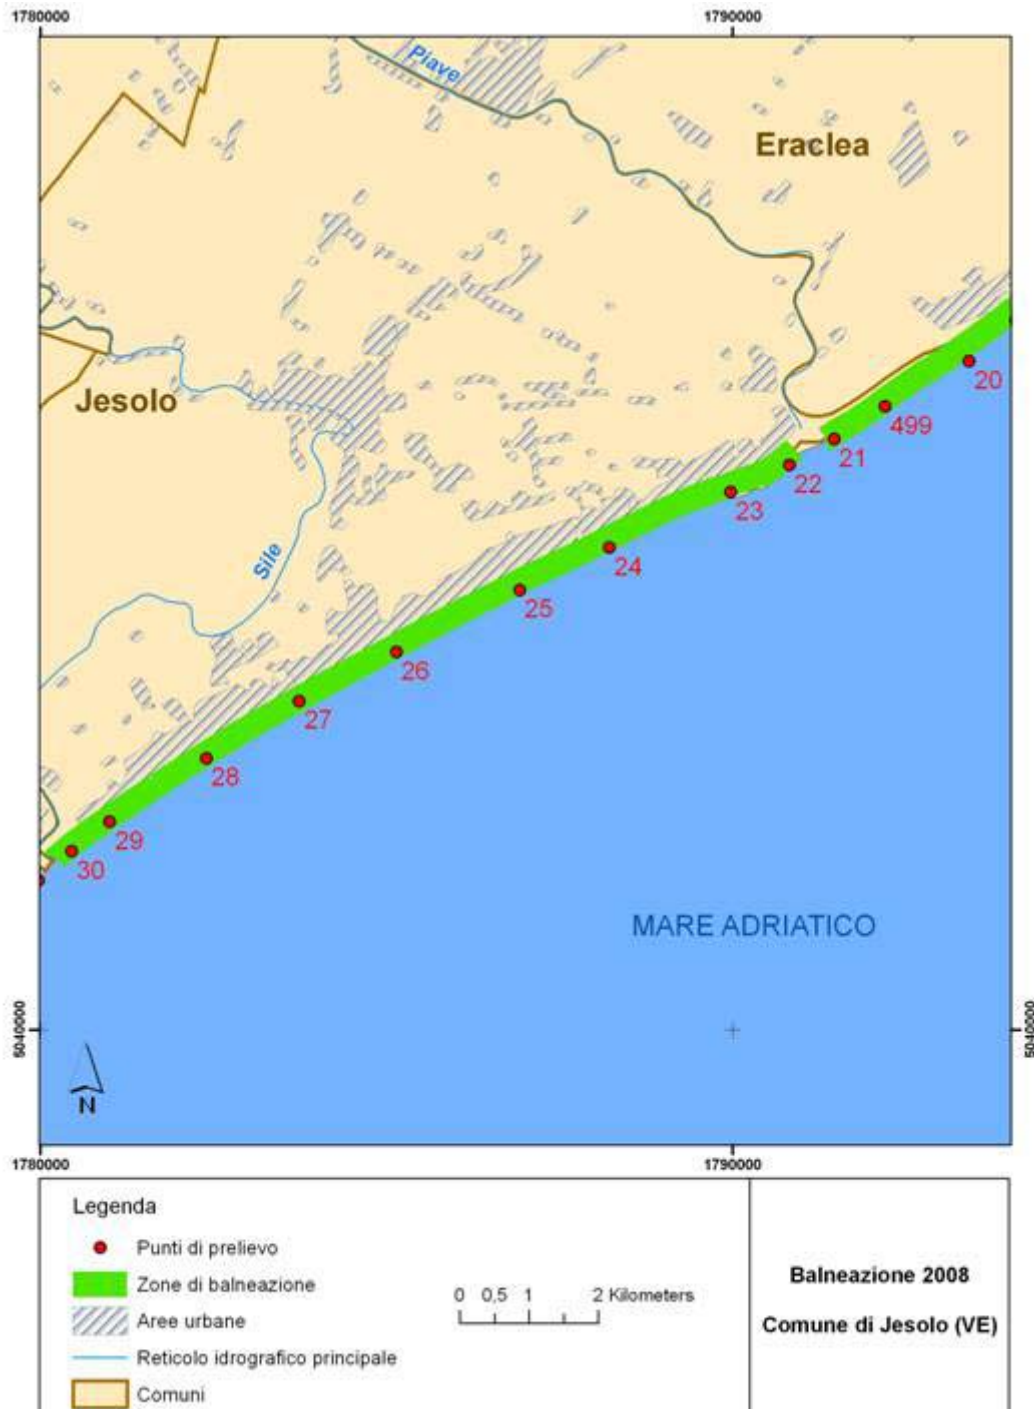 1780000 1790000
Piave
Eraclea
Jesolo
20
499
21
22
23
24
Sile
25
26
27
28
29
30
MARE ADRIATICO
5040000 5040000
N
1780000 1790000
Legenda
Punti di prelievo
Zone di balneazione
Aree urbane
Reticolo idrografico principale
Comuni
0 0,5 1 2 Kilometers
Balneazione 2008
Comune di Jesolo (VE)